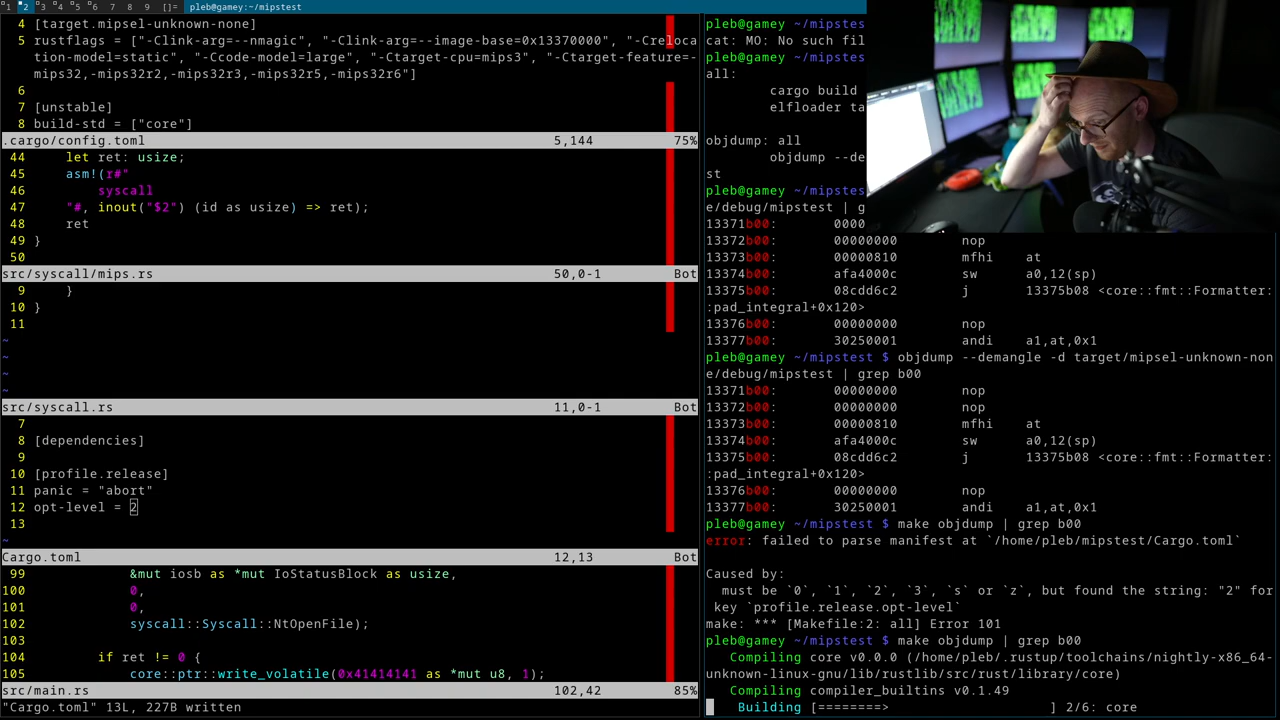 1 2 3 4 5 6 7 8 9 []= pleb@gamey:~/mipstest
4 [target.mipsel-unknown-none]
5 rustflags = ["-Clink-arg=--nmagic", "-Clink-arg=--image-base=0x13370000", "-Creloca
tion-model=static", "-Ccode-model=large", "-Ctarget-cpu=mips3", "-Ctarget-feature=-
mips32,-mips32r2,-mips32r3,-mips32r5,-mips32r6"]
6
7 [unstable]
8 build-std = ["core"]
.cargo/config.toml 5,144 75%
44 let ret: usize;
45 asm!(r#"
46 syscall
47 "#, inout("$2") (id as usize) => ret);
48 ret
49 }
50
src/syscall/mips.rs 50,0-1 Bot
9 }
10 }
11
~
~
~
~
src/syscall.rs 11,0-1 Bot
7
8 [dependencies]
9
10 [profile.release]
11 panic = "abort"
12 opt-level = 2
13
~
Cargo.toml 12,13 Bot
99 &mut iosb as *mut IoStatusBlock as usize,
100 0,
101 0,
102 syscall::Syscall::NtOpenFile);
103
104 if ret != 0 {
105 core::ptr::write_volatile(0x41414141 as *mut u8, 1);
src/main.rs 102,42 85%
"Cargo.toml" 13L, 227B written
pleb@gamey ~/mipstes
cat: MO: No such fil
pleb@gamey ~/mipstes
all:
cargo build
elfloader ta
objdump: all
objdump --de
st
pleb@gamey ~/mipstes
e/debug/mipstest | g
13371b00: 0000
13372b00: 00000000 nop
13373b00: 00000810 mfhi at
13374b00: afa4000c sw a0,12(sp)
13375b00: 08cdd6c2 j 13375b08 <core::fmt::Formatter:
:pad_integral+0x120>
13376b00: 00000000 nop
13377b00: 30250001 andi a1,at,0x1
pleb@gamey ~/mipstest $ objdump --demangle -d target/mipsel-unknown-non
e/debug/mipstest | grep b00
13371b00: 00000000 nop
13372b00: 00000000 nop
13373b00: 00000810 mfhi at
13374b00: afa4000c sw a0,12(sp)
13375b00: 08cdd6c2 j 13375b08 <core::fmt::Formatter:
:pad_integral+0x120>
13376b00: 00000000 nop
13377b00: 30250001 andi a1,at,0x1
pleb@gamey ~/mipstest $ make objdump | grep b00
error: failed to parse manifest at `/home/pleb/mipstest/Cargo.toml`
Caused by:
must be `0`, `1`, `2`, `3`, `s` or `z`, but found the string: "2" for
key `profile.release.opt-level`
make: *** [Makefile:2: all] Error 101
pleb@gamey ~/mipstest $ make objdump | grep b00
Compiling core v0.0.0 (/home/pleb/.rustup/toolchains/nightly-x86_64-
unknown-linux-gnu/lib/rustlib/src/rust/library/core)
Compiling compiler_builtins v0.1.49
Building [========> ] 2/6: core